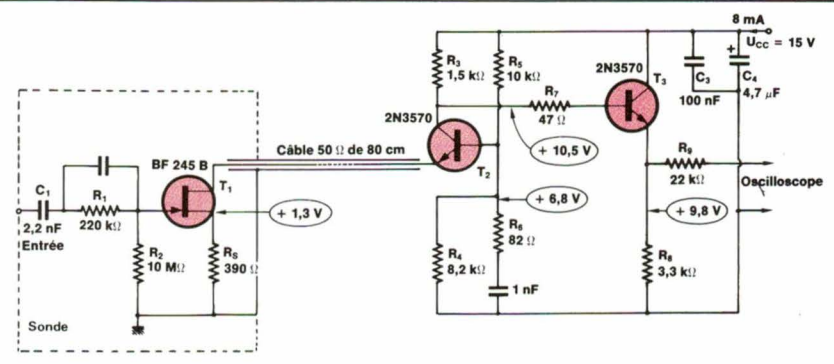 8 mA
UCC = 15 V
R3
1,5 kΩ
R5
10 kΩ
2N3570
T3
C3
100 nF
+
C4
4,7 µF
R7
47 Ω
2N3570
T2
+ 10,5 V
Câble 50 Ω de 80 cm
BF 245 B
T1
C1
2,2 nF
Entrée
R1
220 kΩ
+ 1,3 V
+ 6,8 V
R9
22 kΩ
Oscilloscope
+ 9,8 V
R2
10 MΩ
RS
390 Ω
R4
8,2 kΩ
R6
82 Ω
1 nF
R8
3,3 kΩ
Sonde